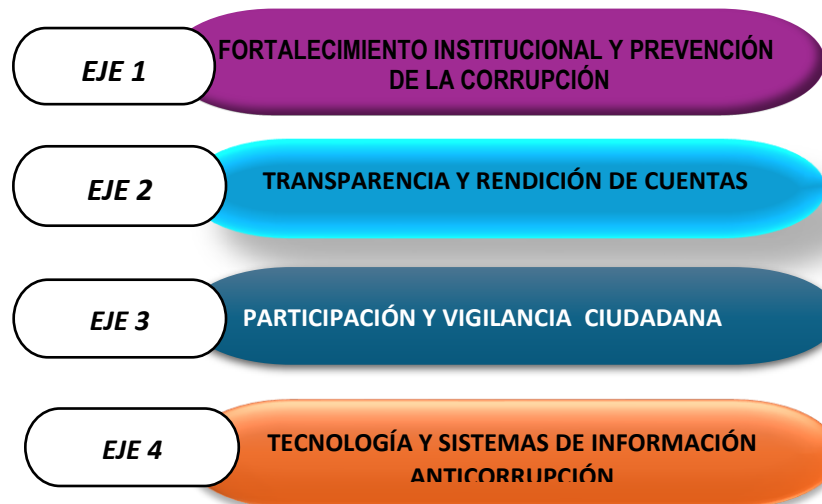 EJE 1
FORTALECIMIENTO INSTITUCIONAL Y PREVENCIÓN
DE LA CORRUPCIÓN
EJE 2
TRANSPARENCIA Y RENDICIÓN DE CUENTAS
EJE 3
PARTICIPACIÓN Y VIGILANCIA CIUDADANA
EJE 4
TECNOLOGÍA Y SISTEMAS DE INFORMACIÓN
ANTICORRUPCIÓN